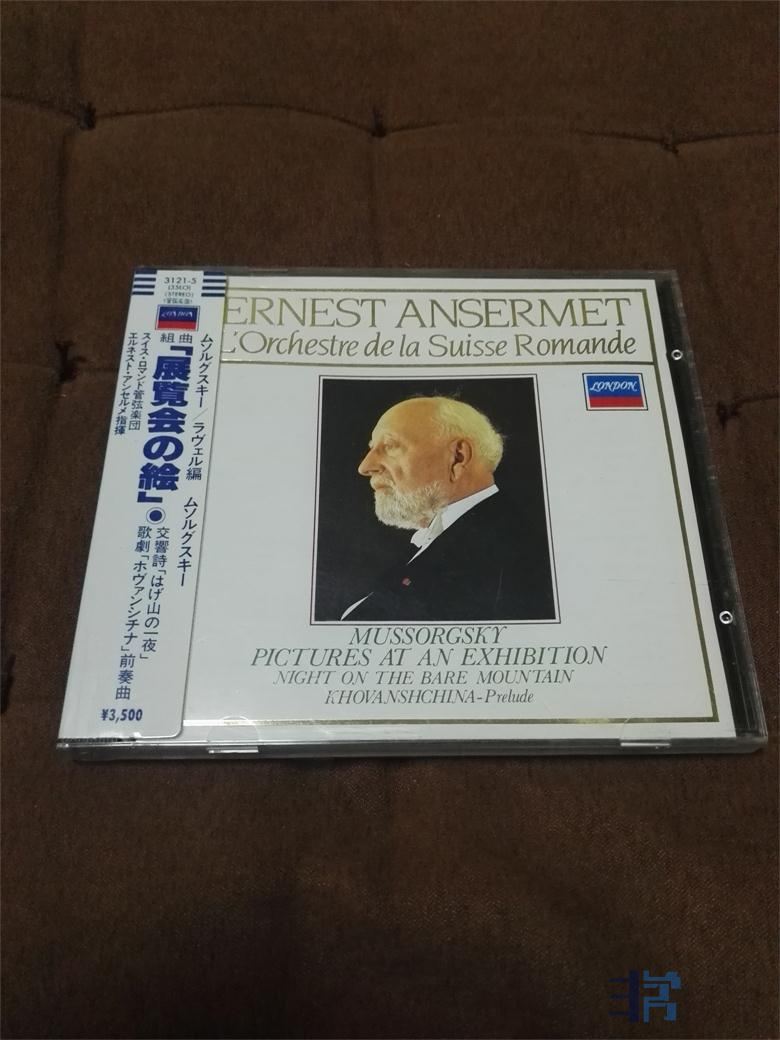 3121-5
(STEREO)
LONDON
ムソルグスキー/ラヴェル編 ムソルグスキー
組曲「展覧会の絵」●交響詩「はげ山の一夜」
歌劇「ホヴァンシチナ」前奏曲
スイス・ロマンド管弦楽団
エルネスト・アンセルメ指揮
¥3,500
ERNEST ANSERMET
L'Orchestre de la Suisse Romande
LONDON
MUSSORGSKY
PICTURES AT AN EXHIBITION
NIGHT ON THE BARE MOUNTAIN
KHOVANSHCHINA-Prelude